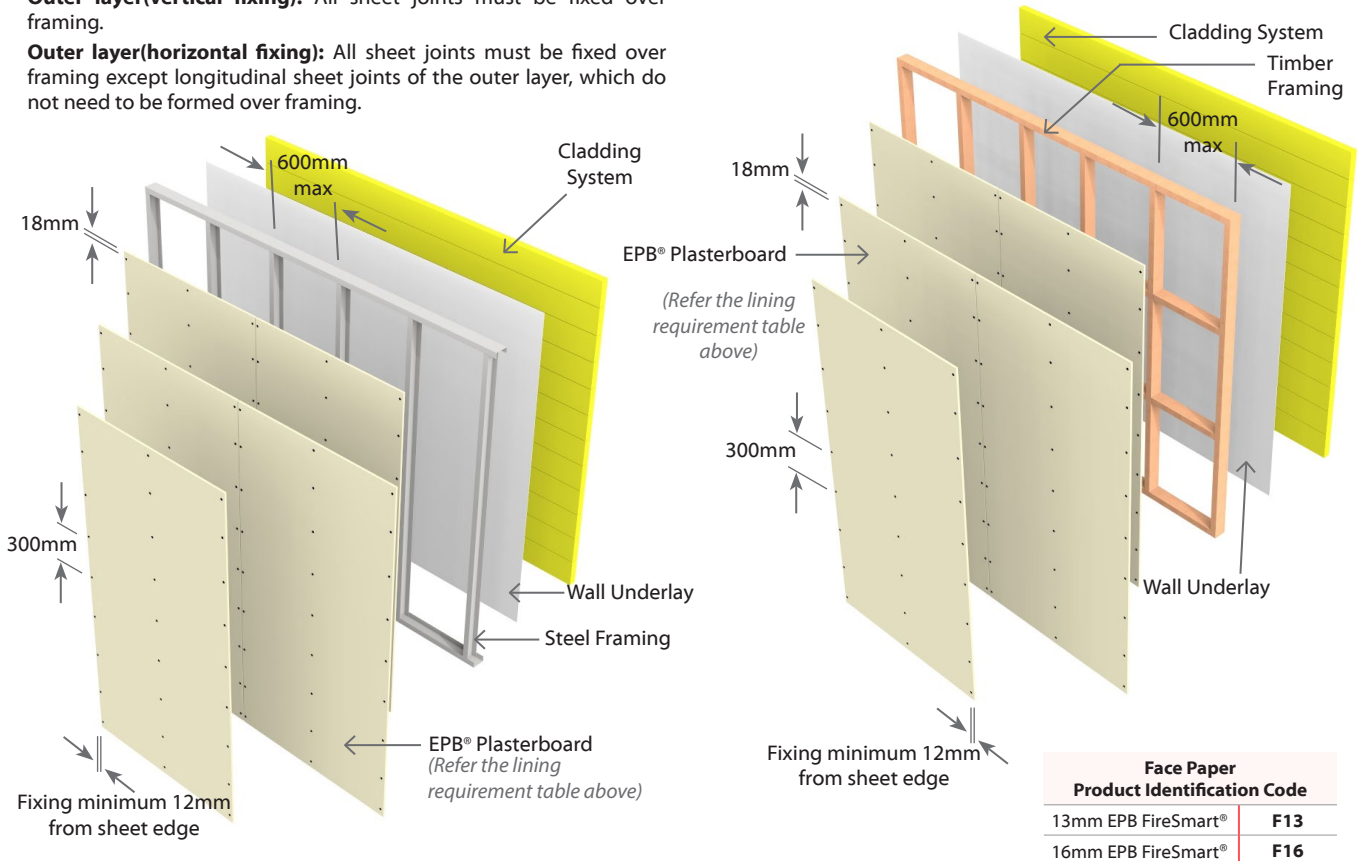 Outer layer(vertical fixing): All sheet joints must be fixed over
framing.
Outer layer(horizontal fixing): All sheet joints must be fixed over
framing except longitudinal sheet joints of the outer layer, which do
not need to be formed over framing.
600mm
max
Cladding
System
18mm
300mm
Wall Underlay
Steel Framing
EPB® Plasterboard
(Refer the lining
requirement table above)
Fixing minimum 12mm
from sheet edge
Cladding System
Timber
Framing
600mm
max
18mm
EPB® Plasterboard
(Refer the lining
requirement table
above)
300mm
Wall Underlay
Fixing minimum 12mm
from sheet edge
Face Paper
Product Identification Code
13mm EPB FireSmart® F13
16mm EPB FireSmart® F16